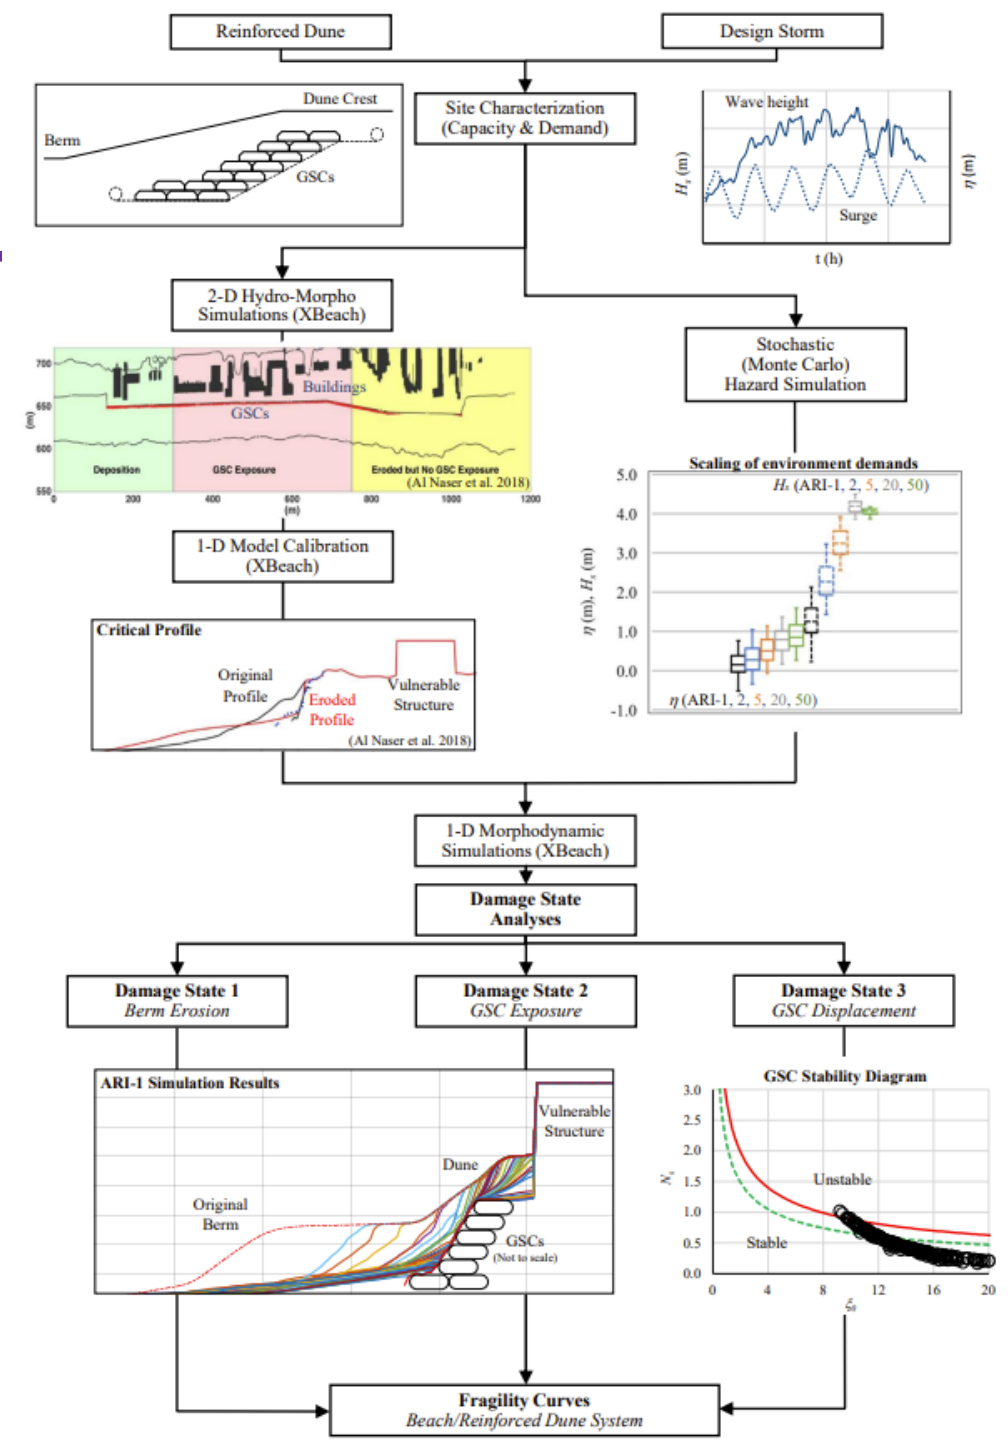 Reinforced Dune
Design Storm
Site Characterization
(Capacity & Demand)
Dune Crest
Berm
GSCs
Wave height
Hs (m)
η (m)
Surge
t (h)
2-D Hydro-Morpho
Simulations (XBeach)
Stochastic
(Monte Carlo)
Hazard Simulation
700
650
600
550
(m)
Buildings
GSCs
Deposition
GSC Exposure
Eroded but No GSC Exposure
(Al Naser et al. 2018)
0 200 400 600 800 1000 1200
(m)
Scaling of environment demands
Hs (ARI-1, 2, 5, 20, 50)
5.0
4.0
3.0
2.0
1.0
0.0
-1.0
η (m), Hs (m)
η (ARI-1, 2, 5, 20, 50)
1-D Model Calibration
(XBeach)
Critical Profile
Original
Profile
Eroded
Profile
Vulnerable
Structure
(Al Naser et al. 2018)
1-D Morphodynamic
Simulations (XBeach)
Damage State
Analyses
Damage State 1
Berm Erosion
Damage State 2
GSC Exposure
Damage State 3
GSC Displacement
ARI-1 Simulation Results
Vulnerable
Structure
Dune
Original
Berm
GSCs
(Not to scale)
GSC Stability Diagram
3.0
2.5
2.0
1.5
1.0
0.5
0.0
Ns
Unstable
Stable
0 4 8 12 16 20
ξ0
Fragility Curves
Beach/Reinforced Dune System